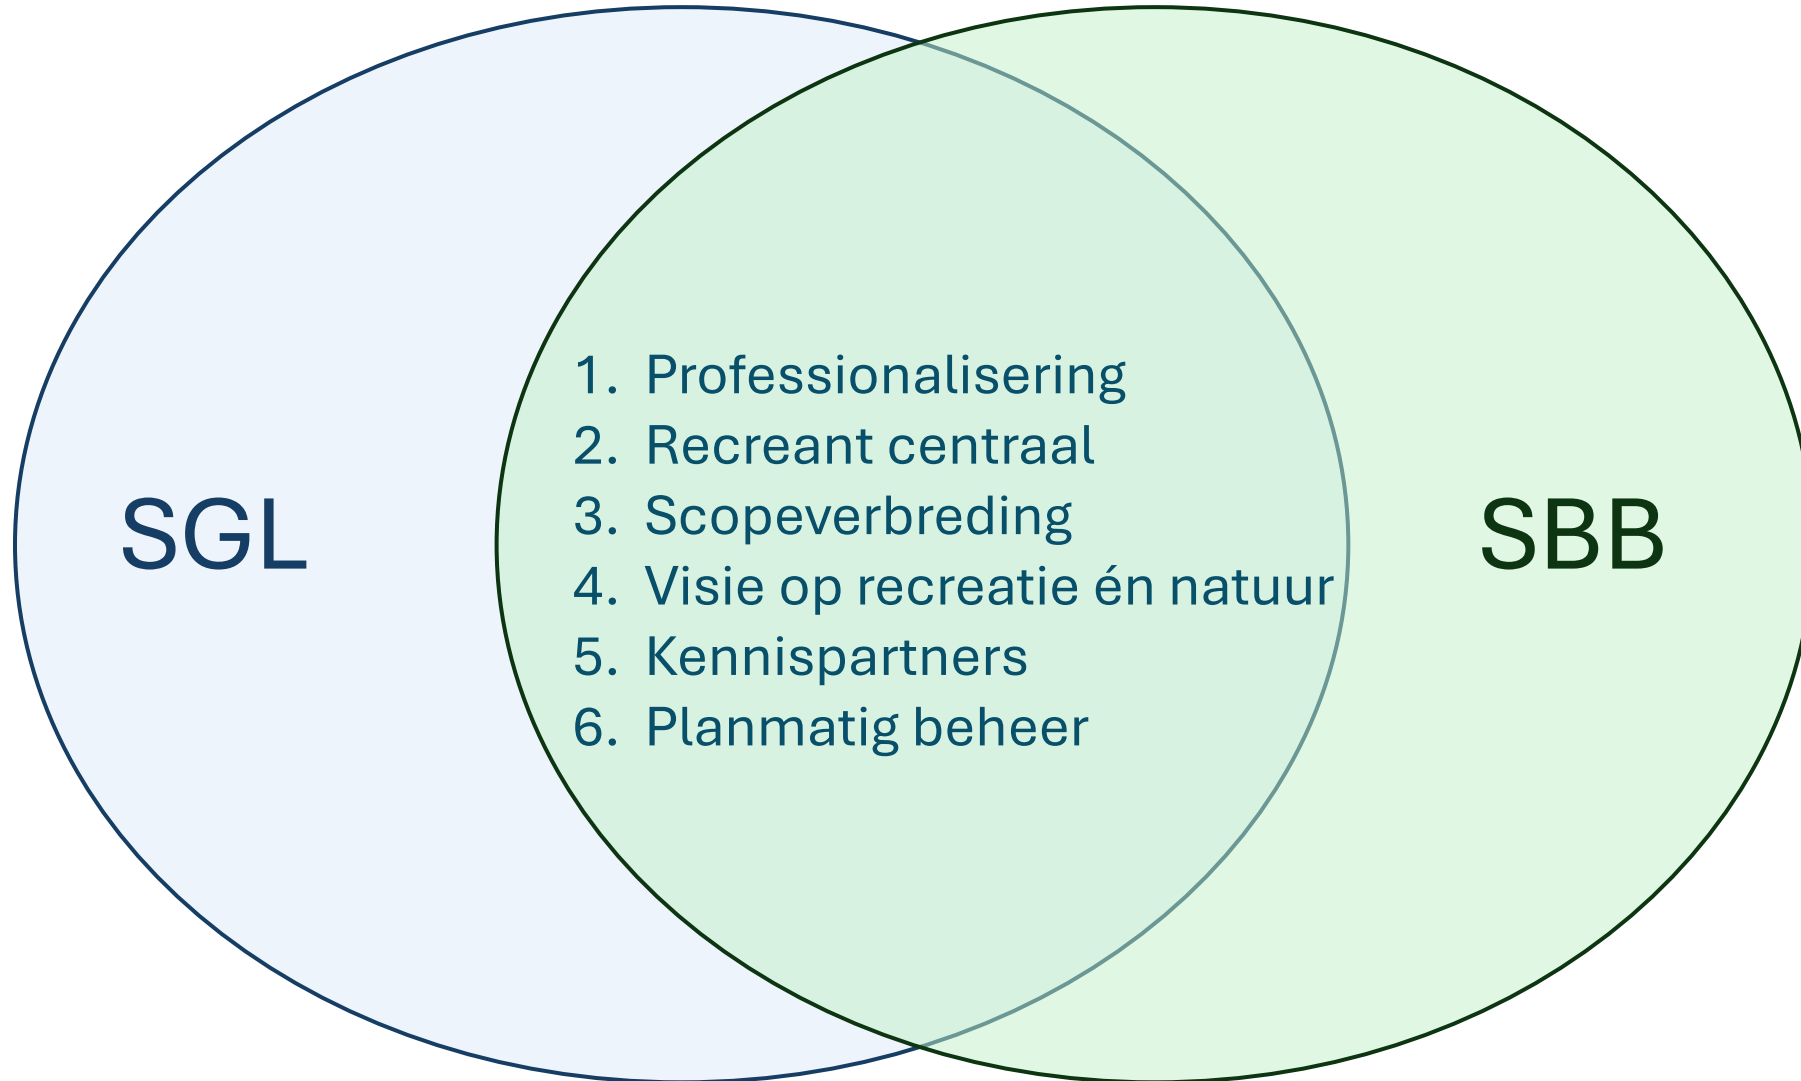 SGL
1. Professionalisering
2. Recreant centraal
3. Scopeverbreding
4. Visie op recreatie én natuur
5. Kennispartners
6. Planmatig beheer
SBB